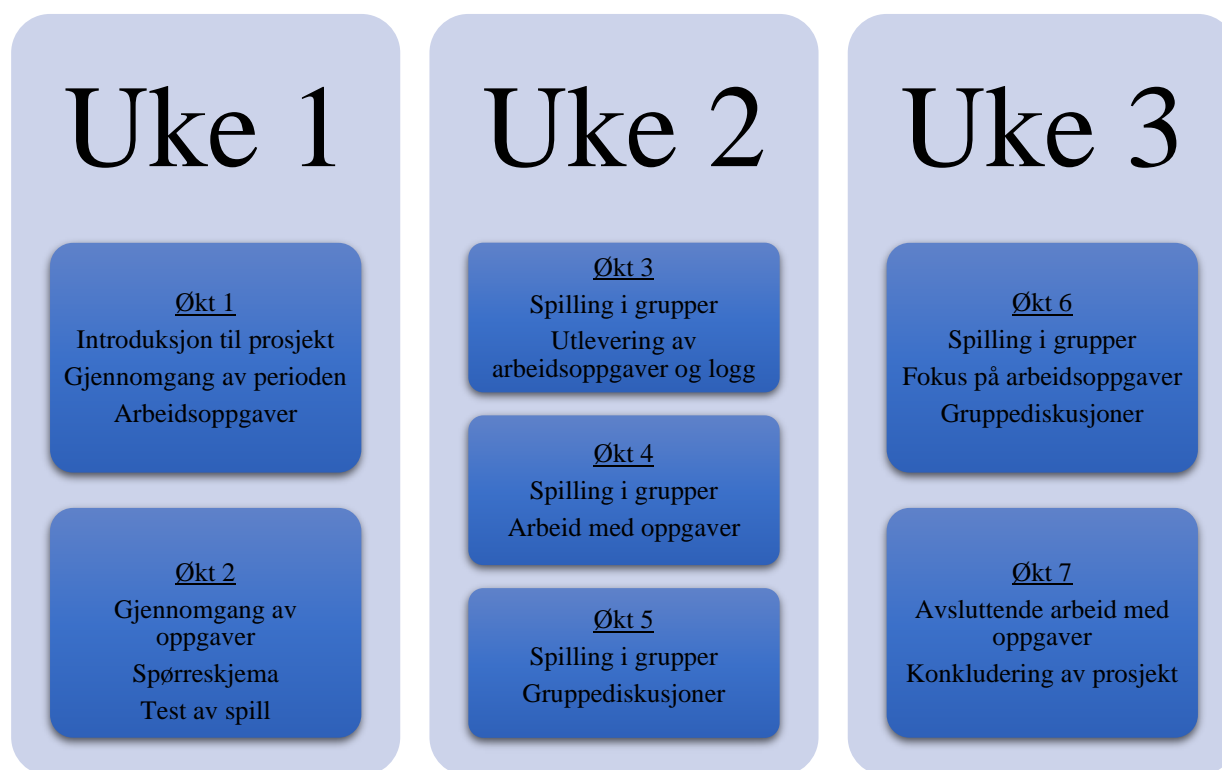 Uke 1
Økt 1
Introduksjon til prosjekt
Gjennomgang av perioden
Arbeidsoppgaver
Økt 2
Gjennomgang av
oppgaver
Spørreskjema
Test av spill
Uke 2
Økt 3
Spilling i grupper
Utlevering av
arbeidsoppgaver og logg
Økt 4
Spilling i grupper
Arbeid med oppgaver
Økt 5
Spilling i grupper
Gruppediskusjoner
Uke 3
Økt 6
Spilling i grupper
Fokus på arbeidsoppgaver
Gruppediskusjoner
Økt 7
Avsluttende arbeid med
oppgaver
Konkludering av prosjekt